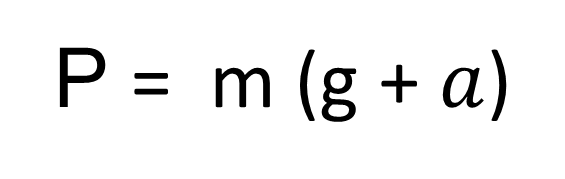 P = m (g + a)